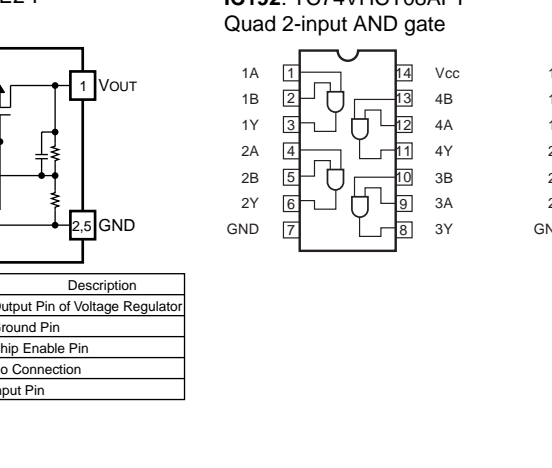 Quad 2-input AND gate
1 VOUT
2,5 GND
Description
Output Pin of Voltage Regulator
Ground Pin
Chip Enable Pin
No Connection
Input Pin
1A 1 14 Vcc
1B 2 13 4B
1Y 3 12 4A
2A 4 11 4Y
2B 5 10 3B
2Y 6 9 3A
GND 7 8 3Y